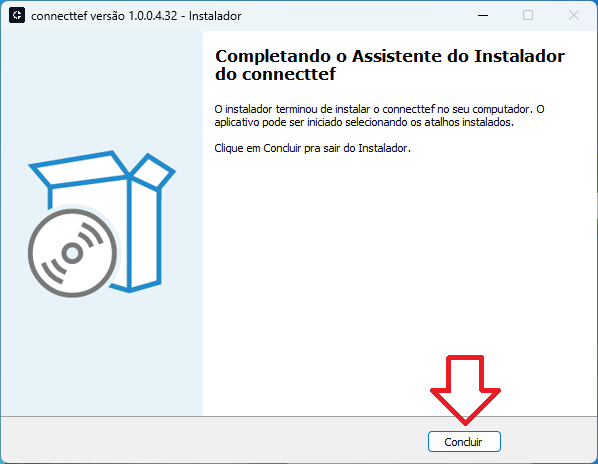 connecttef versão 1.0.0.4.32 - Instalador
Completando o Assistente do Instalador
do connecttef
O instalador terminou de instalar o connecttef no seu computador. O
aplicativo pode ser iniciado selecionando os atalhos instalados.
Clique em Concluir pra sair do Instalador.
Concluir